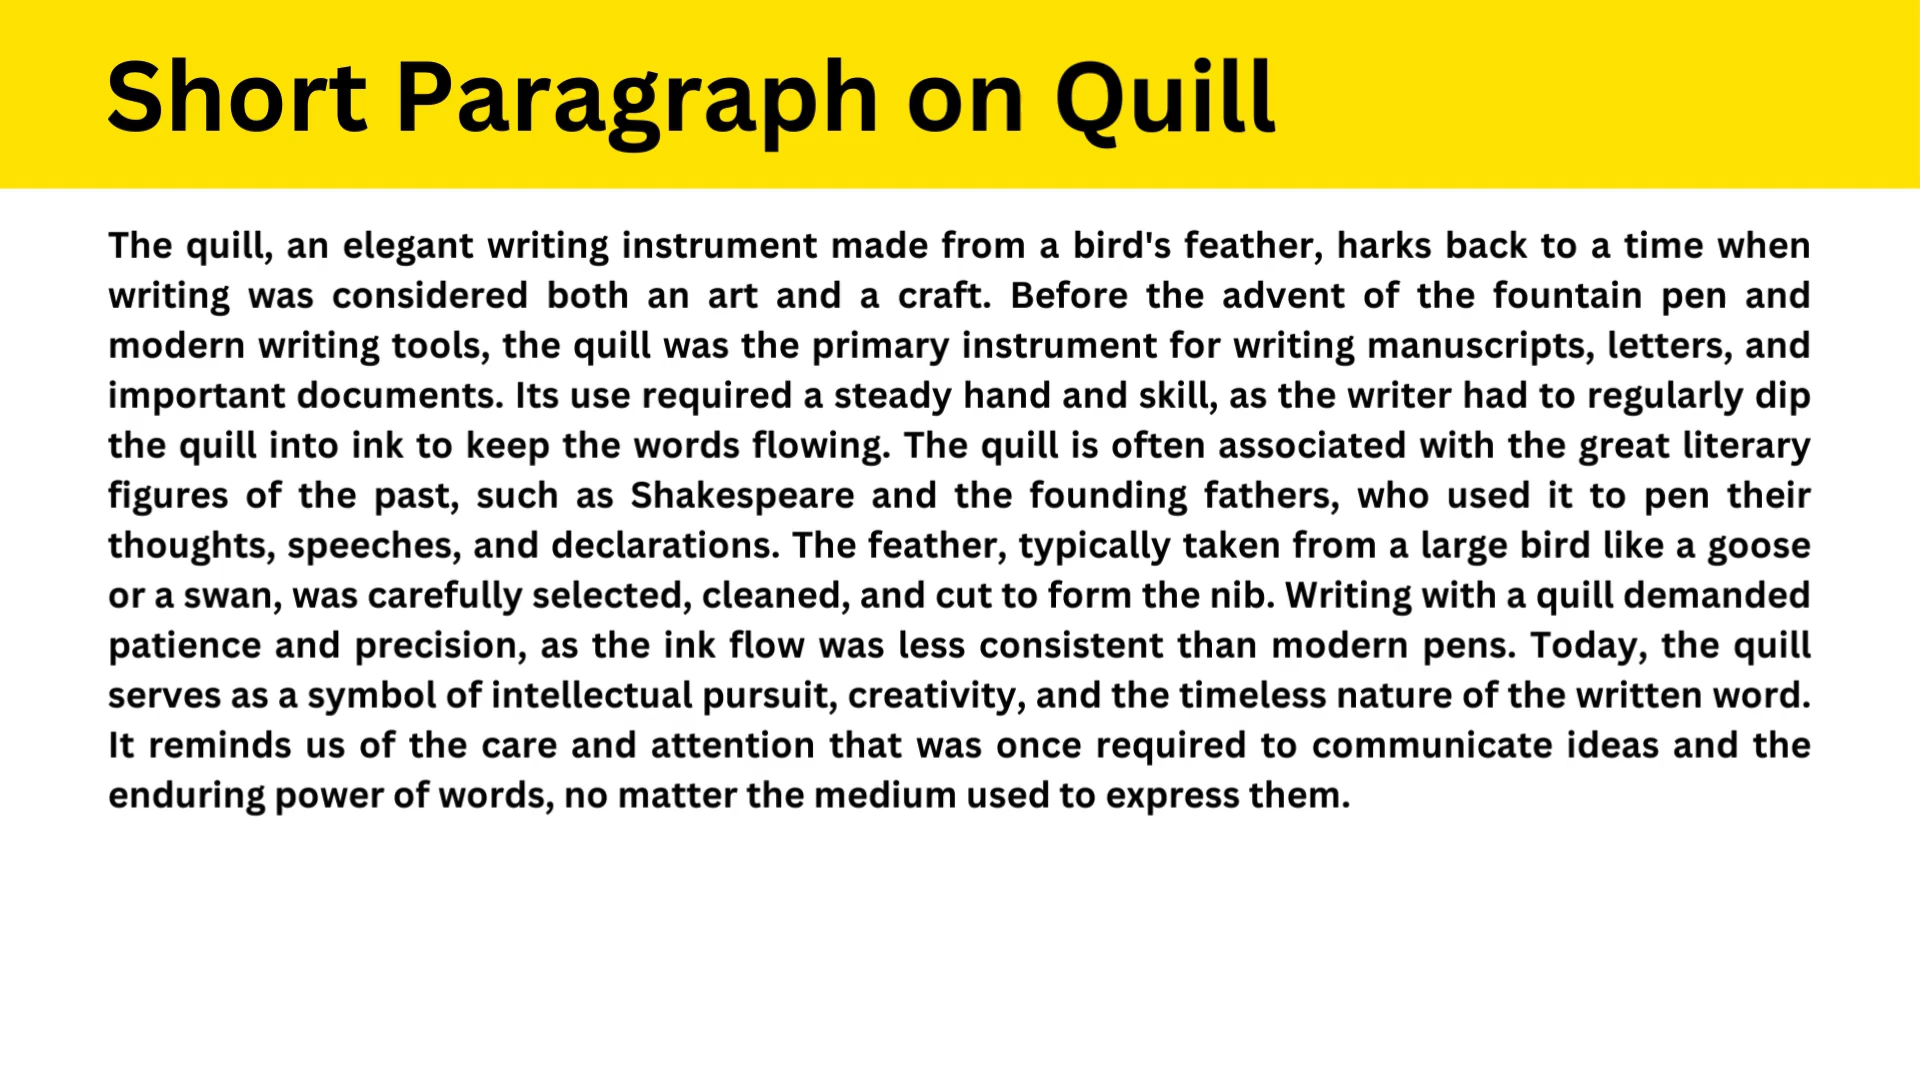 Short Paragraph on Quill
The quill, an elegant writing instrument made from a bird's feather, harks back to a time when
writing was considered both an art and a craft. Before the advent of the fountain pen and
modern writing tools, the quill was the primary instrument for writing manuscripts, letters, and
important documents. Its use required a steady hand and skill, as the writer had to regularly dip
the quill into ink to keep the words flowing. The quill is often associated with the great literary
figures of the past, such as Shakespeare and the founding fathers, who used it to pen their
thoughts, speeches, and declarations. The feather, typically taken from a large bird like a goose
or a swan, was carefully selected, cleaned, and cut to form the nib. Writing with a quill demanded
patience and precision, as the ink flow was less consistent than modern pens. Today, the quill
serves as a symbol of intellectual pursuit, creativity, and the timeless nature of the written word.
It reminds us of the care and attention that was once required to communicate ideas and the
enduring power of words, no matter the medium used to express them.